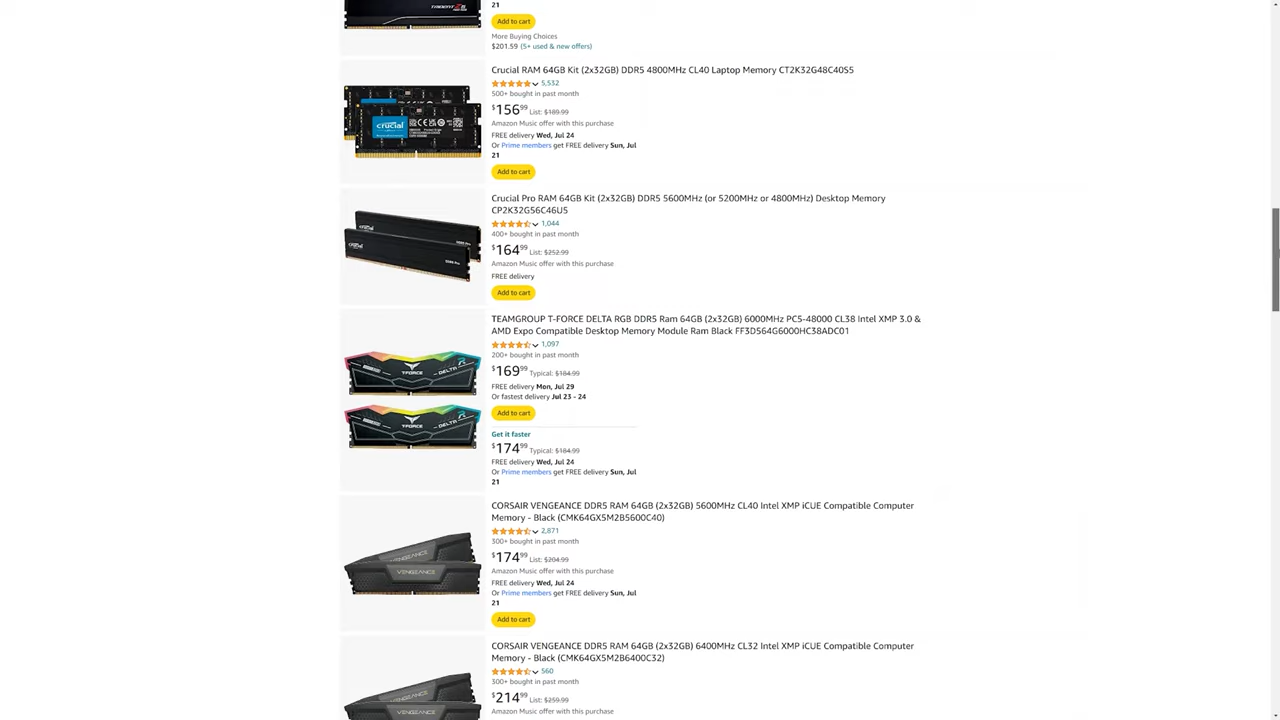 TRIDENT Z5
21
Add to cart
More Buying Choices
$201.59 (5+ used & new offers)
Crucial RAM 64GB Kit (2x32GB) DDR5 4800MHz CL40 Laptop Memory CT2K32G48C40S5
5,532
500+ bought in past month
$156.99 List: $189.99
Amazon Music offer with this purchase
FREE delivery Wed, Jul 24
Or Prime members get FREE delivery Sun, Jul
21
Add to cart
crucial
Crucial Pro RAM 64GB Kit (2x32GB) DDR5 5600MHz (or 5200MHz or 4800MHz) Desktop Memory
CP2K32G56C46U5
1,044
400+ bought in past month
$164.99 List: $252.99
Amazon Music offer with this purchase
FREE delivery
Add to cart
crucial
crucial
TEAMGROUP T-FORCE DELTA RGB DDR5 Ram 64GB (2x32GB) 6000MHz PC5-48000 CL38 Intel XMP 3.0 &
AMD Expo Compatible Desktop Memory Module Ram Black FF3D564G6000HC38ADC01
1,097
200+ bought in past month
$169.99 Typical: $184.99
FREE delivery Mon, Jul 29
Or fastest delivery Jul 23 - 24
Add to cart
T-FORCE DELTA R
T-FORCE DELTA R
Get it faster
$174.99 Typical: $184.99
FREE delivery Wed, Jul 24
Or Prime members get FREE delivery Sun, Jul
21
CORSAIR VENGEANCE DDR5 RAM 64GB (2x32GB) 5600MHz CL40 Intel XMP iCUE Compatible Computer
Memory - Black (CMK64GX5M2B5600C40)
2,871
300+ bought in past month
$174.99 List: $204.99
Amazon Music offer with this purchase
FREE delivery Wed, Jul 24
Or Prime members get FREE delivery Sun, Jul
21
Add to cart
VENGEANCE
VENGEANCE
CORSAIR VENGEANCE DDR5 RAM 64GB (2x32GB) 6400MHz CL32 Intel XMP iCUE Compatible Computer
Memory - Black (CMK64GX5M2B6400C32)
560
300+ bought in past month
$214.99 List: $259.99
Amazon Music offer with this purchase
VENGEANCE
VENGEANCE